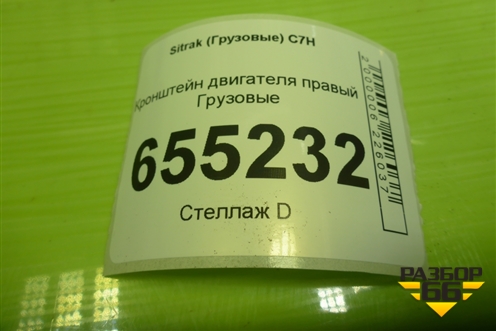 Sitrak (Грузовые) C7H
Кронштейн двигателя правый
Грузовые
655232
Стеллаж D
2000006226037
РАЗБОР
66